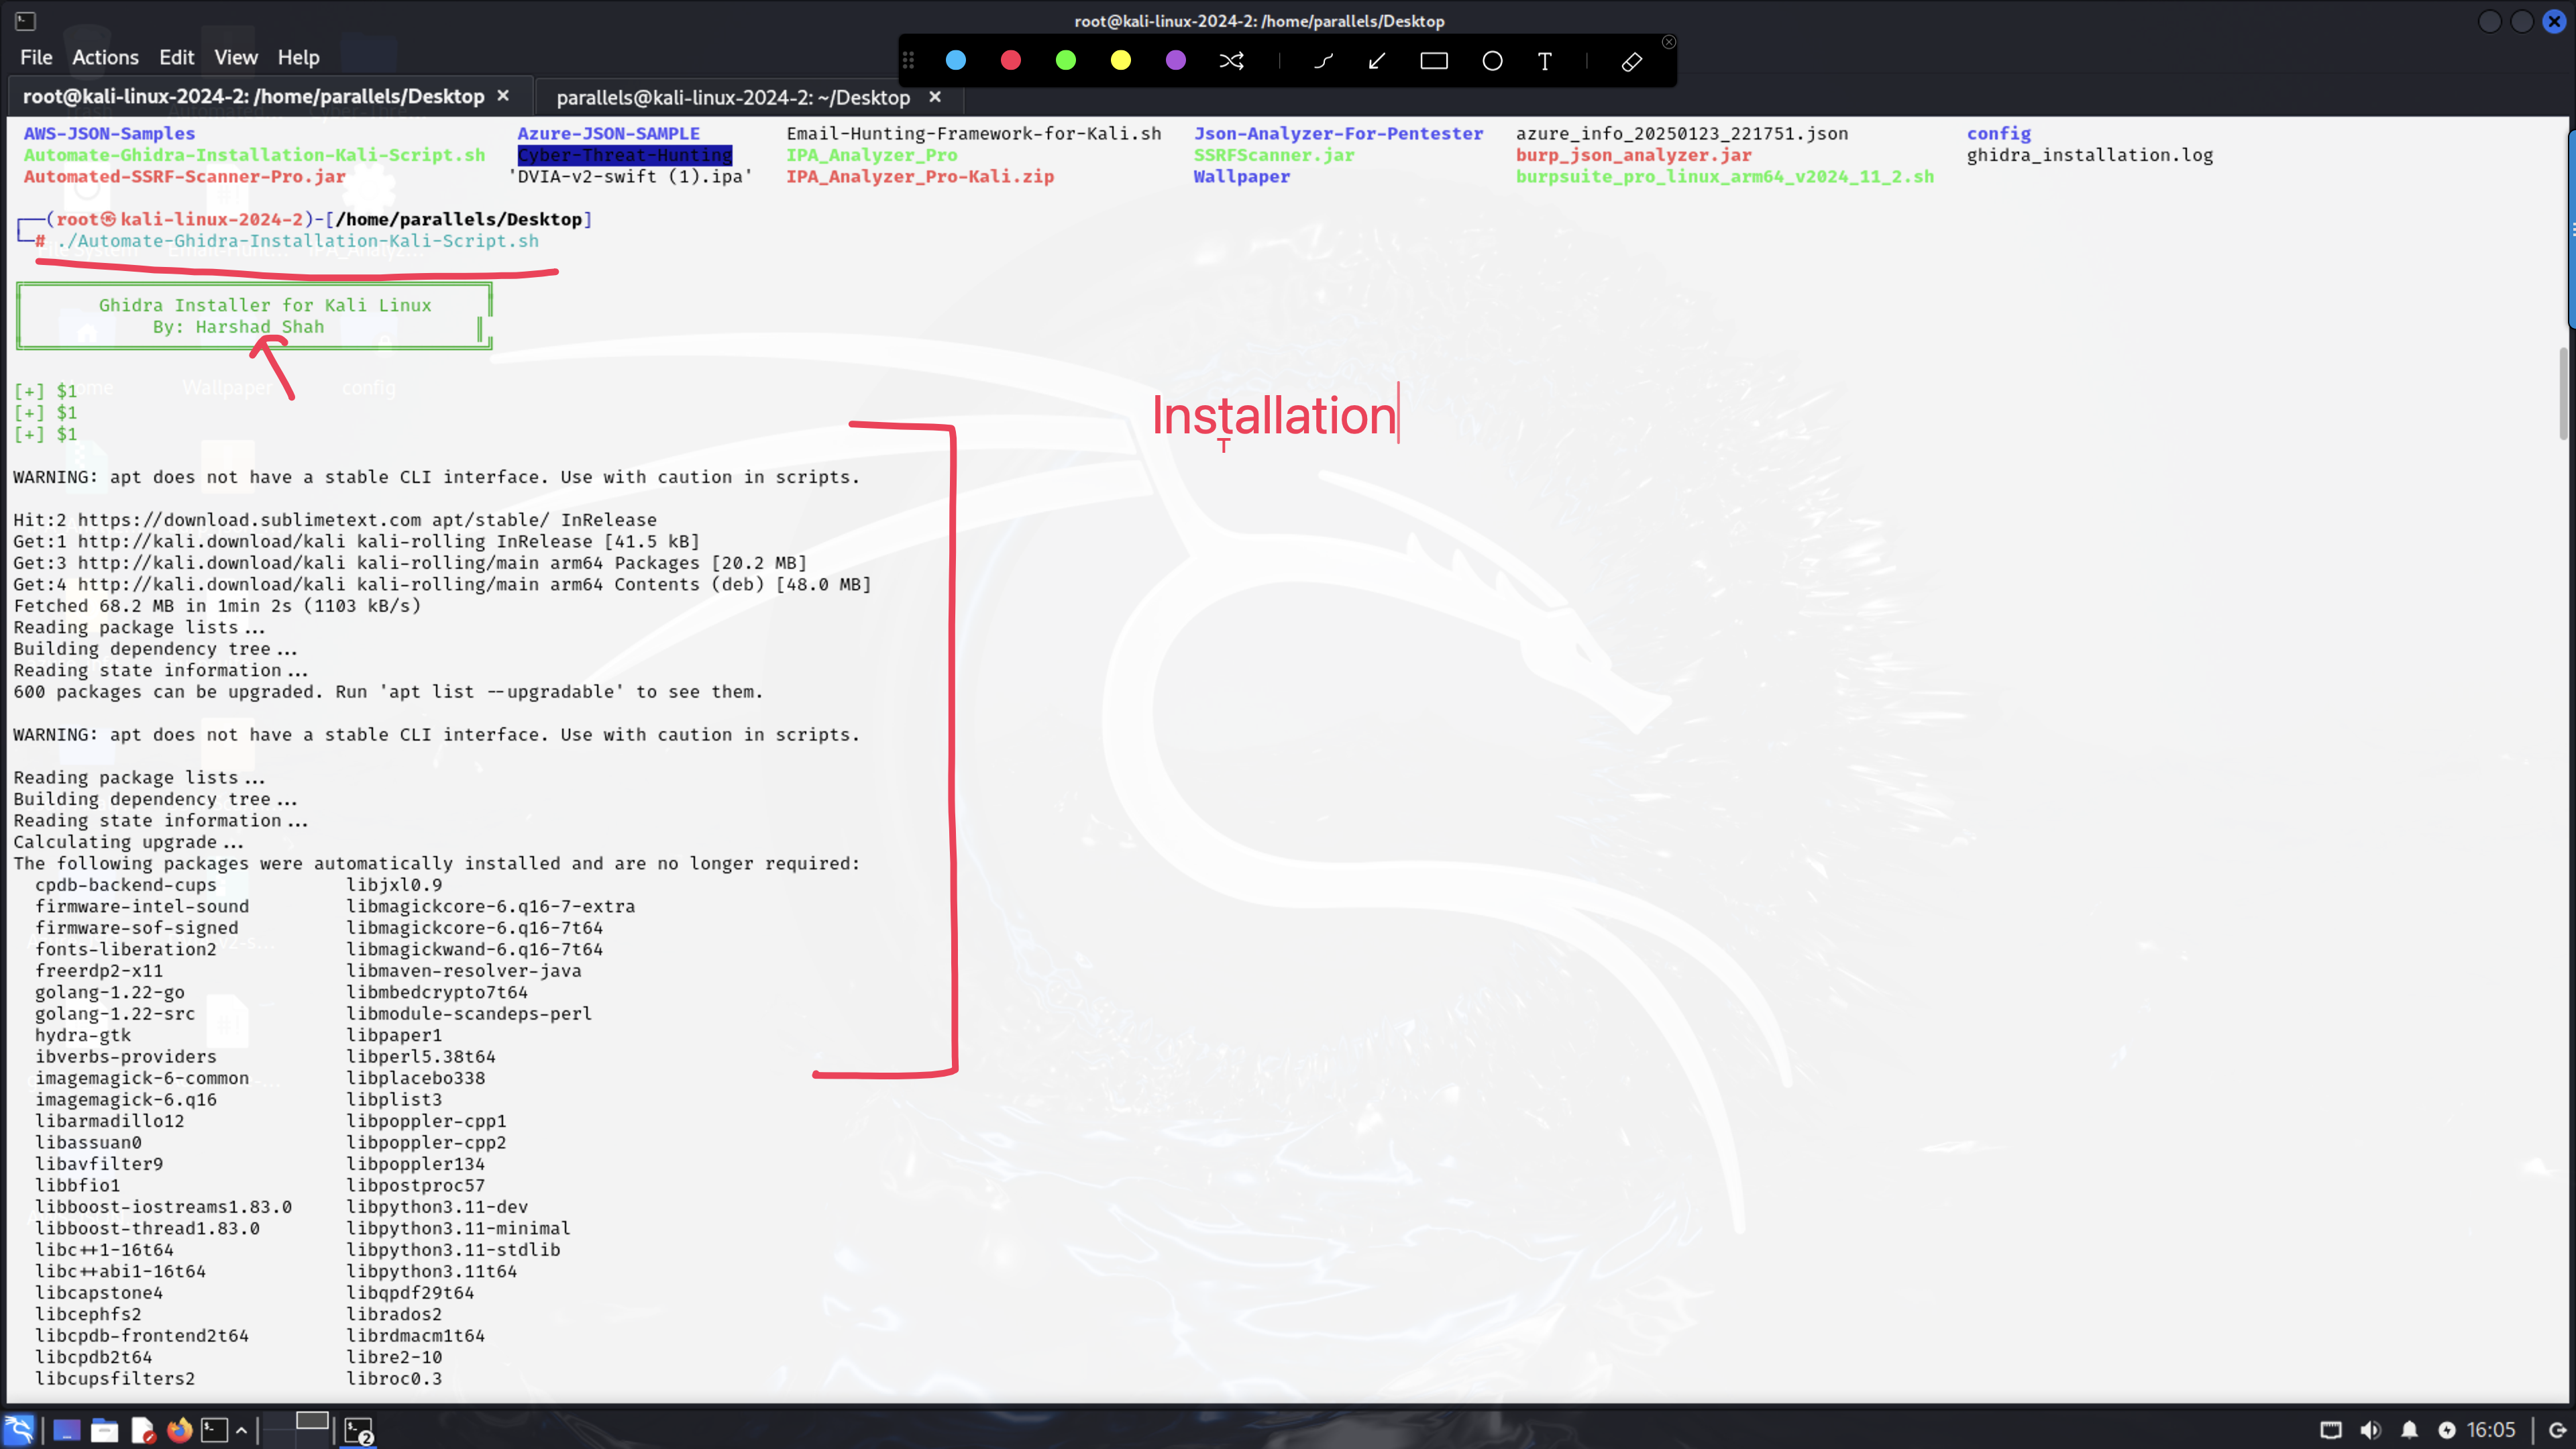 root@kali-linux-2024-2: /home/parallels/Desktop
File Actions Edit View Help
root@kali-linux-2024-2: /home/parallels/Desktop × parallels@kali-linux-2024-2: ~/Desktop ×
AWS-JSON-Samples Azure-JSON-SAMPLE Email-Hunting-Framework-for-Kali.sh Json-Analyzer-For-Pentester azure_info_20250123_221751.json config
Automate-Ghidra-Installation-Kali-Script.sh Cyber-Threat-Hunting IPA_Analyzer_Pro SSRFScanner.jar burp_json_analyzer.jar ghidra_installation.log
Automated-SSRF-Scanner-Pro.jar 'DVIA-v2-swift (1).ipa' IPA_Analyzer_Pro-Kali.zip Wallpaper burpsuite_pro_linux_arm64_v2024_11_2.sh
┌──(root㉿kali-linux-2024-2)-[/home/parallels/Desktop]
└─# ./Automate-Ghidra-Installation-Kali-Script.sh
Ghidra Installer for Kali Linux
By: Harshad Shah
Wallpaper config
[+] $1
[+] $1
[+] $1
Installation
WARNING: apt does not have a stable CLI interface. Use with caution in scripts.
Hit:2 https://download.sublimetext.com apt/stable/ InRelease
Get:1 http://kali.download/kali kali-rolling InRelease [41.5 kB]
Get:3 http://kali.download/kali kali-rolling/main arm64 Packages [20.2 MB]
Get:4 http://kali.download/kali kali-rolling/main arm64 Contents (deb) [48.0 MB]
Fetched 68.2 MB in 1min 2s (1103 kB/s)
Reading package lists...
Building dependency tree...
Reading state information...
600 packages can be upgraded. Run 'apt list --upgradable' to see them.
WARNING: apt does not have a stable CLI interface. Use with caution in scripts.
Reading package lists...
Building dependency tree...
Reading state information...
Calculating upgrade...
The following packages were automatically installed and are no longer required:
cpdb-backend-cups libjxl0.9
firmware-intel-sound libmagickcore-6.q16-7-extra
firmware-sof-signed libmagickcore-6.q16-7t64
fonts-liberation2 libmagickwand-6.q16-7t64
freerdp2-x11 libmaven-resolver-java
golang-1.22-go libmbedcrypto7t64
golang-1.22-src libmodule-scandeps-perl
hydra-gtk libpaper1
ibverbs-providers libperl5.38t64
imagemagick-6-common libplacebo338
imagemagick-6.q16 libplist3
libarmadillo12 libpoppler-cpp1
libassuan0 libpoppler-cpp2
libavfilter9 libpoppler134
libbfio1 libpostproc57
libboost-iostreams1.83.0 libpython3.11-dev
libboost-thread1.83.0 libpython3.11-minimal
libc++1-16t64 libpython3.11-stdlib
libc++abi1-16t64 libpython3.11t64
libcapstone4 libqpdf29t64
libcephfs2 librados2
libcpdb-frontend2t64 librdmacm1t64
libcpdb2t64 libre2-10
libcupsfilters2 libroc0.3
2 16:05